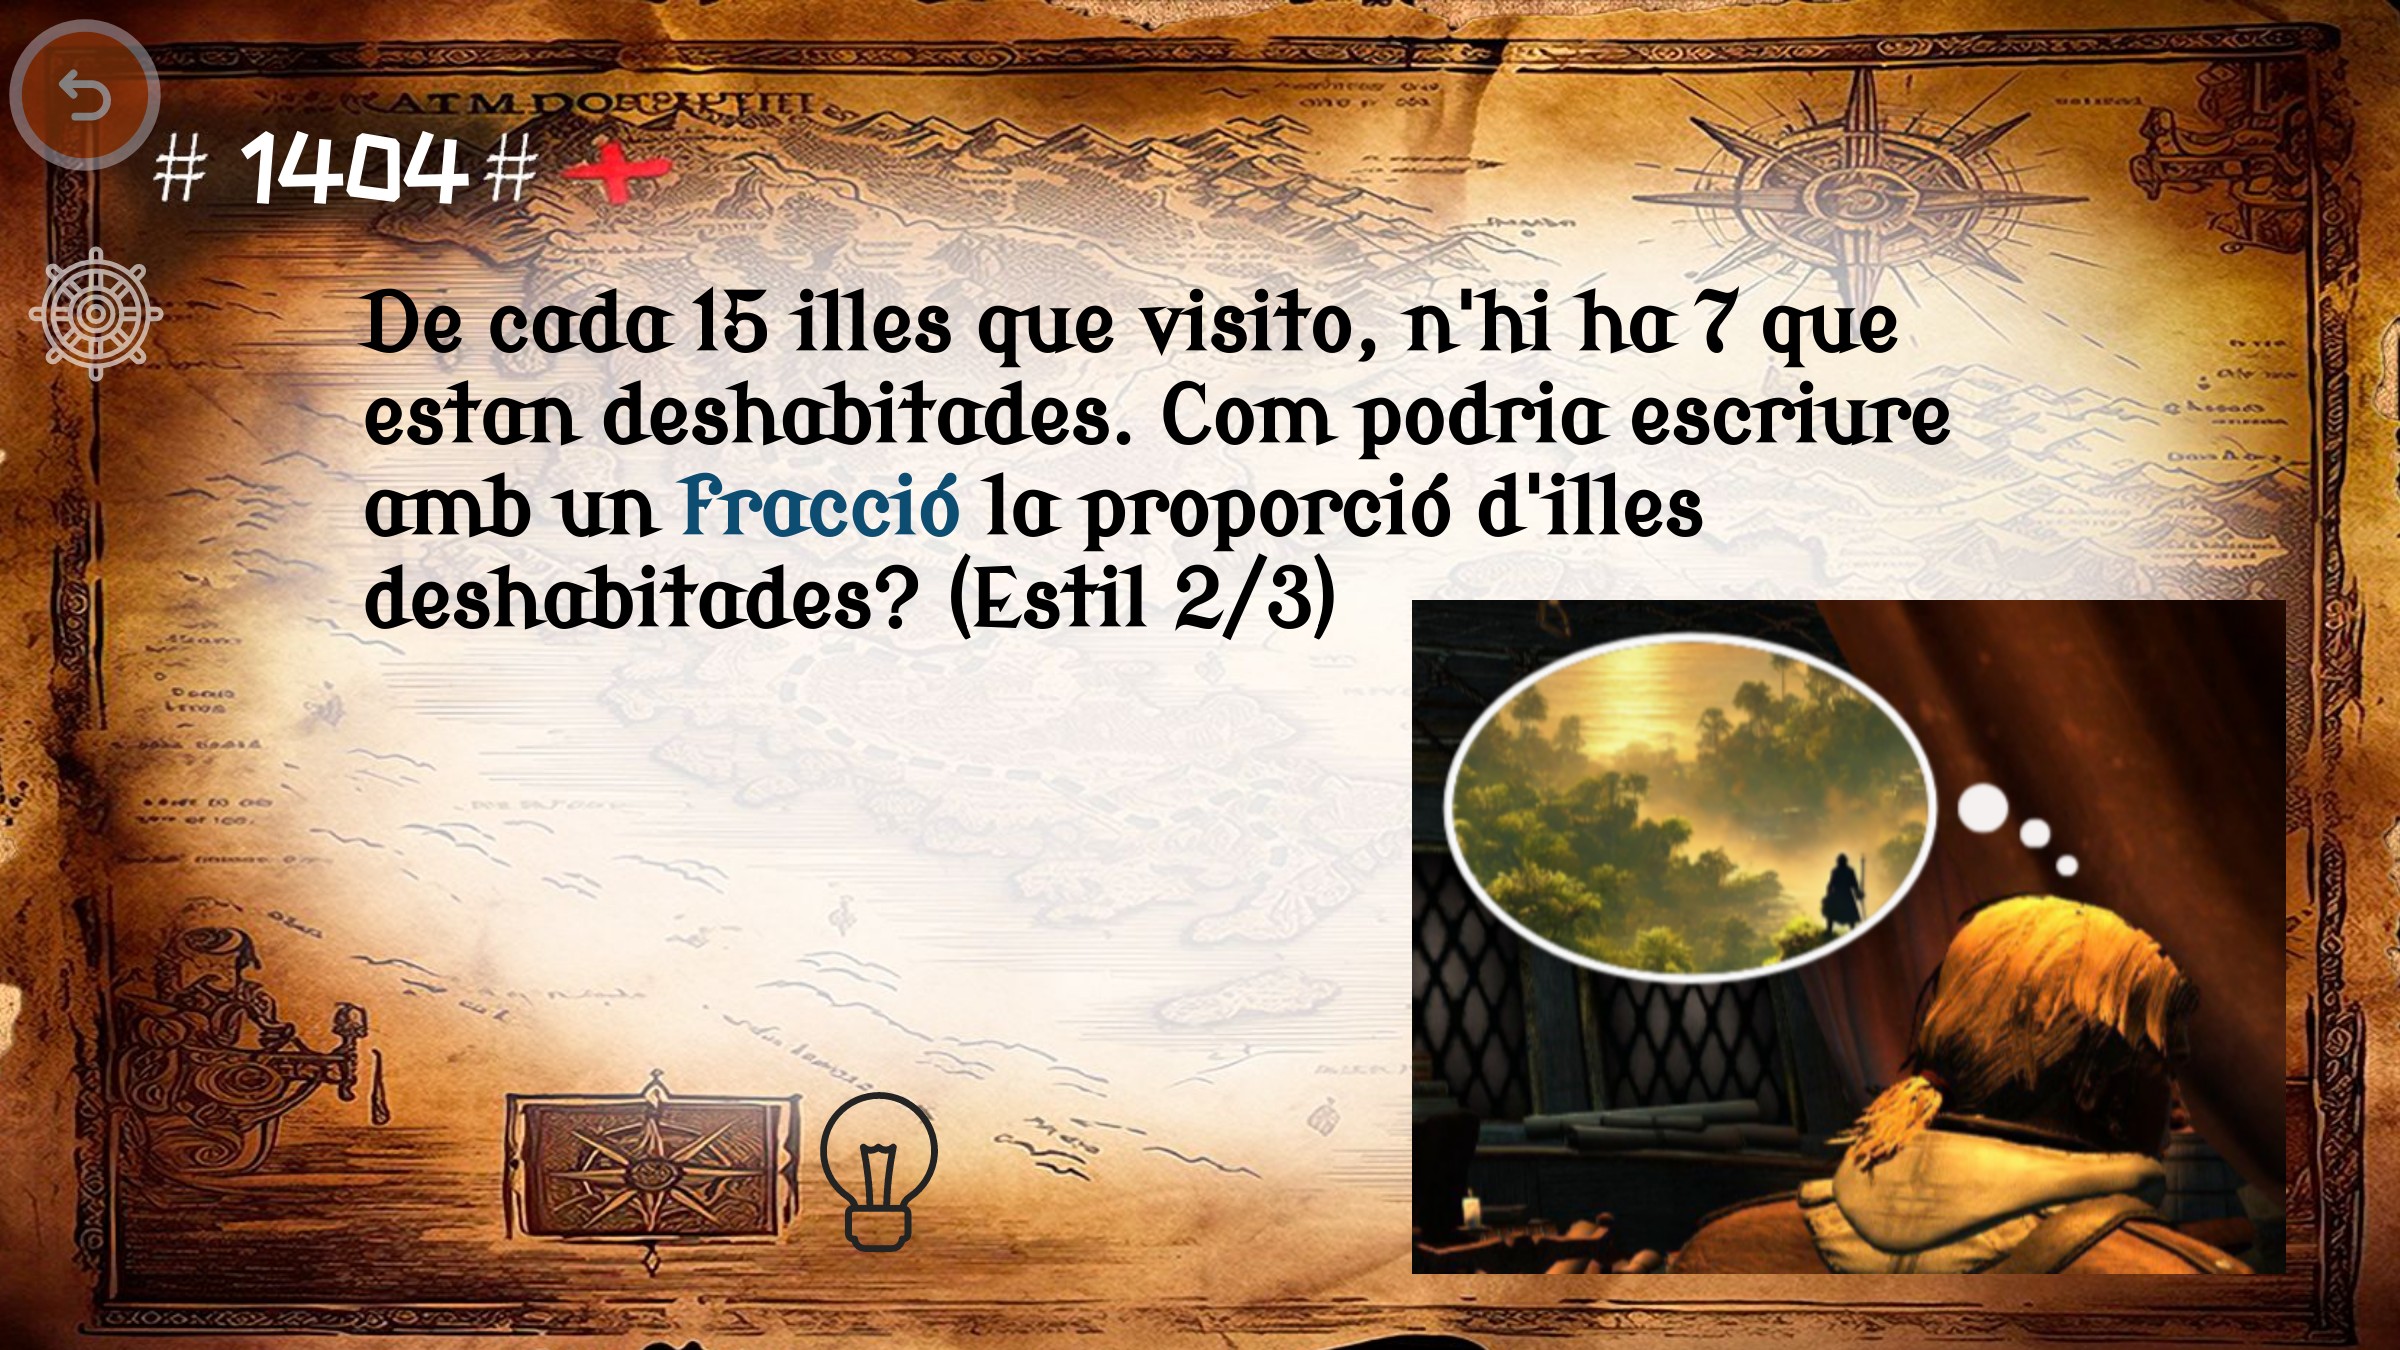 # 1404 #
De cada 15 illes que visito, n'hi ha 7 que
estan deshabitades. Com podria escriure
amb un fracció la proporció d'illes
deshabitades? (Estil 2/3)